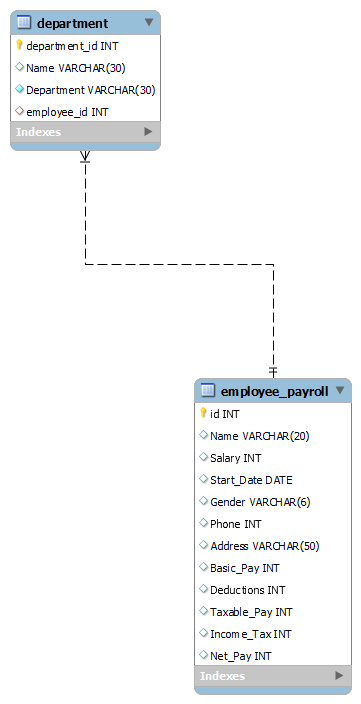 department
department_id INT
Name VARCHAR(30)
Department VARCHAR(30)
employee_id INT
Indexes
employee_payroll
id INT
Name VARCHAR(20)
Salary INT
Start_Date DATE
Gender VARCHAR(6)
Phone INT
Address VARCHAR(50)
Basic_Pay INT
Deductions INT
Taxable_Pay INT
Income_Tax INT
Net_Pay INT
Indexes